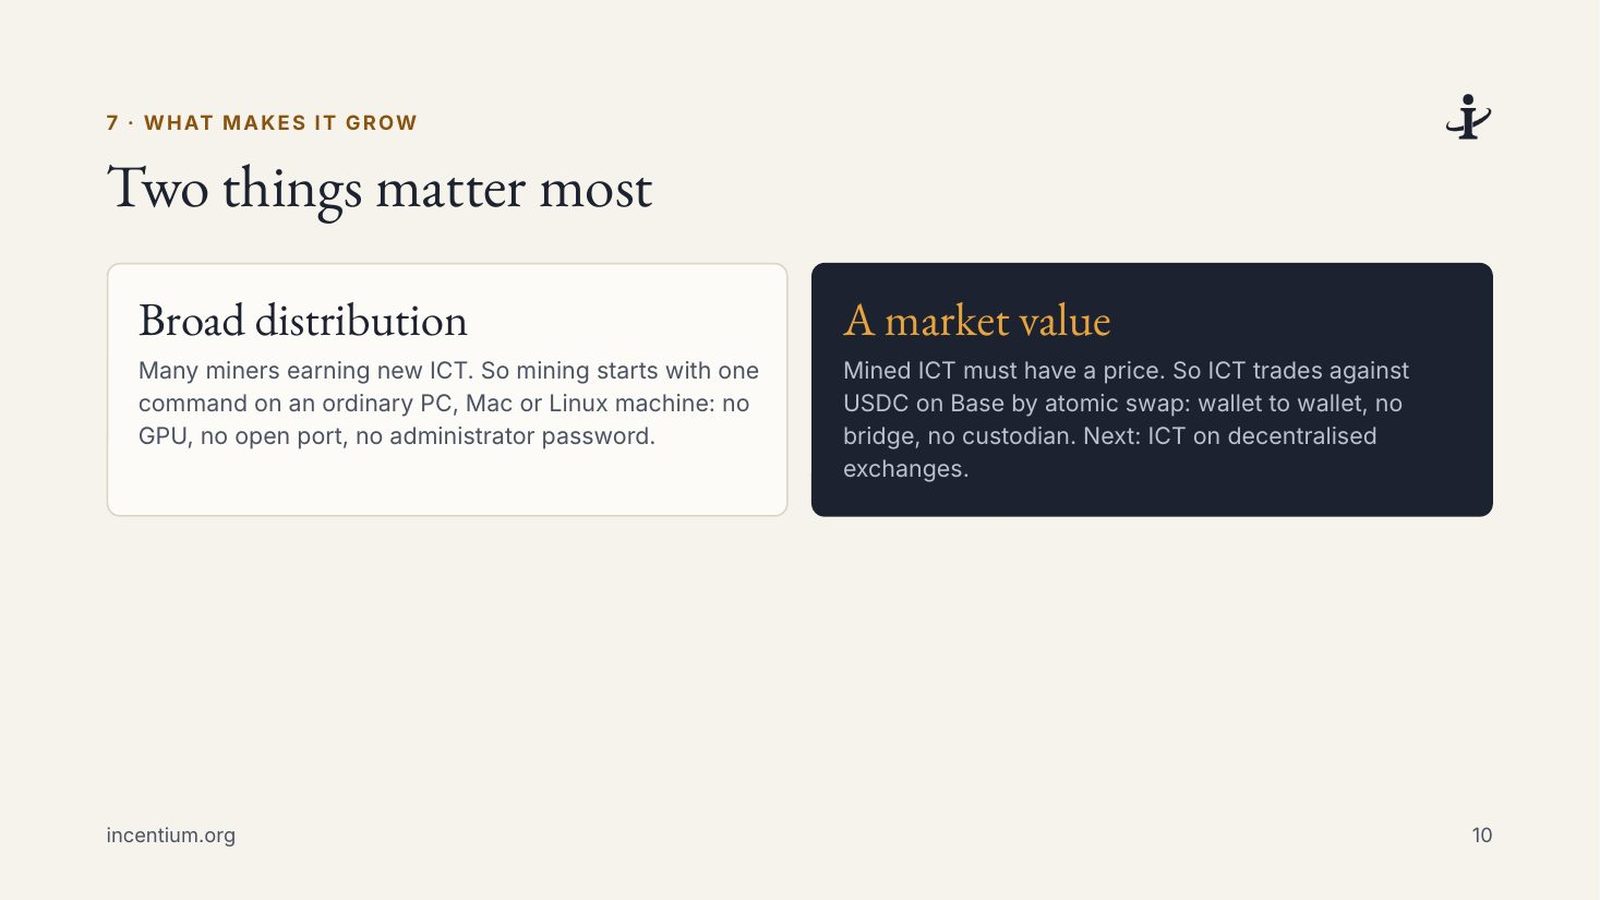 7 · WHAT MAKES IT GROW
Two things matter most
Broad distribution
Many miners earning new ICT. So mining starts with one
command on an ordinary PC, Mac or Linux machine: no
GPU, no open port, no administrator password.
A market value
Mined ICT must have a price. So ICT trades against
USDC on Base by atomic swap: wallet to wallet, no
bridge, no custodian. Next: ICT on decentralised
exchanges.
incentium.org
10